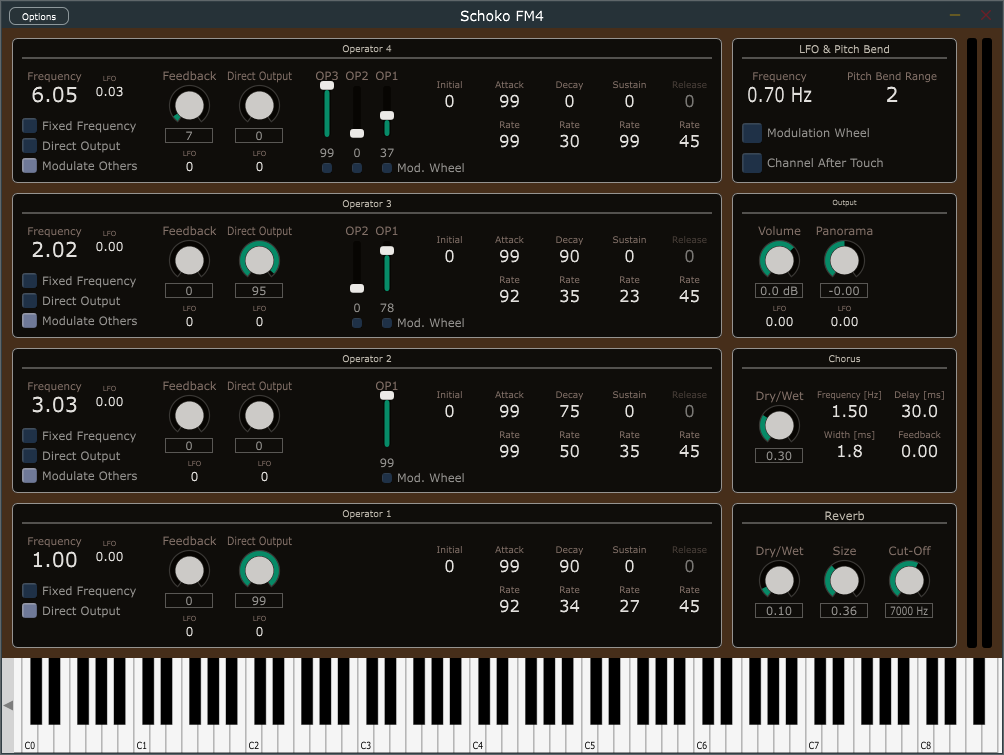 Options
Schoko FM4
Operator 4
Frequency LFO Feedback Direct Output OP3 OP2 OP1 Initial Attack Decay Sustain Release
6.05 0.03 0 99 0 0 0
Fixed Frequency
Direct Output
Modulate Others
7 0
LFO LFO
0 0
99 0 37 Mod. Wheel
Rate Rate Rate Rate
99 30 99 45
LFO & Pitch Bend
Frequency Pitch Bend Range
0.70 Hz 2
Modulation Wheel
Channel After Touch
Operator 3
Frequency LFO Feedback Direct Output OP2 OP1 Initial Attack Decay Sustain Release
2.02 0.00 0 99 90 0 0
Fixed Frequency
Direct Output
Modulate Others
0 95
LFO LFO
0 0
0 78 Mod. Wheel
Rate Rate Rate Rate
92 35 23 45
Output
Volume Panorama
0.0 dB -0.00
LFO LFO
0.00 0.00
Operator 2
Frequency LFO Feedback Direct Output OP1 Initial Attack Decay Sustain Release
3.03 0.00 0 99 75 0 0
Fixed Frequency
Direct Output
Modulate Others
0 0
LFO LFO
0 0
99 Mod. Wheel
Rate Rate Rate Rate
99 50 35 45
Chorus
Dry/Wet Frequency [Hz] Delay [ms]
1.50 30.0
Width [ms] Feedback
0.30 1.8 0.00
Operator 1
Frequency LFO Feedback Direct Output Initial Attack Decay Sustain Release
1.00 0.00 0 99 90 0 0
Fixed Frequency
Direct Output
0 99
LFO LFO
0 0
Rate Rate Rate Rate
92 34 27 45
Reverb
Dry/Wet Size Cut-Off
0.10 0.36 7000 Hz
C0 C1 C2 C3 C4 C5 C6 C7 C8